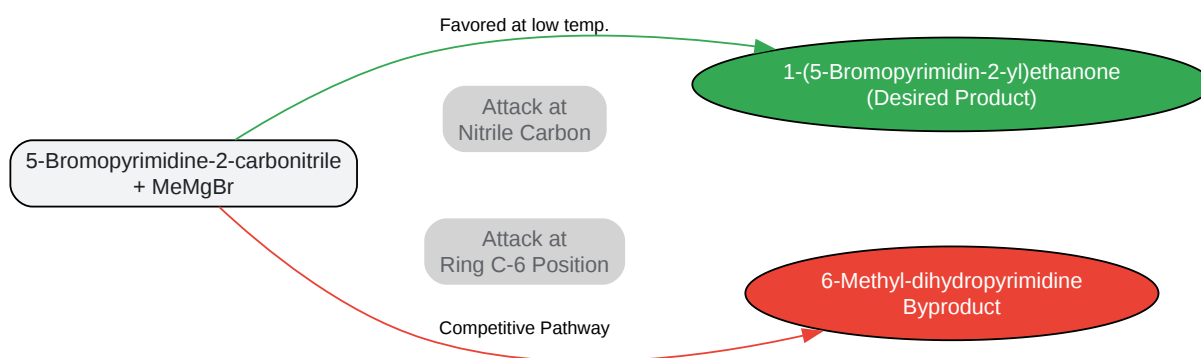 Favored at low temp.
1-(5-Bromopyrimidin-2-yl)ethanone
(Desired Product)
Attack at
Nitrile Carbon
5-Bromopyrimidine-2-carbonitrile
+ MeMgBr
Attack at
Ring C-6 Position
6-Methyl-dihydropyrimidine
Byproduct
Competitive Pathway